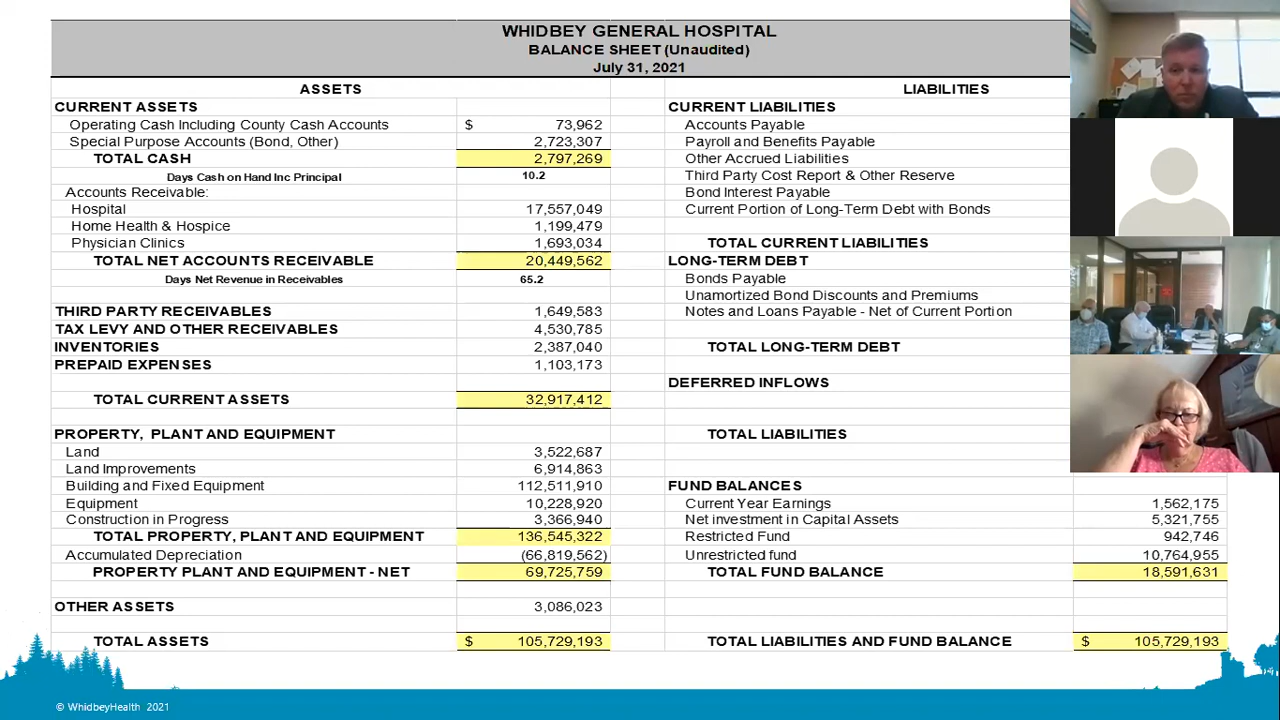 WHIDBEY GENERAL HOSPITAL
BALANCE SHEET (Unaudited)
July 31, 2021
ASSETS
CURRENT ASSETS
Operating Cash Including County Cash Accounts $ 73,962
Special Purpose Accounts (Bond, Other) 2,723,307
TOTAL CASH 2,797,269
Days Cash on Hand Inc Principal 10.2
Accounts Receivable:
Hospital 17,557,049
Home Health & Hospice 1,199,479
Physician Clinics 1,693,034
TOTAL NET ACCOUNTS RECEIVABLE 20,449,562
Days Net Revenue in Receivables 65.2
THIRD PARTY RECEIVABLES 1,649,583
TAX LEVY AND OTHER RECEIVABLES 4,530,785
INVENTORIES 2,387,040
PREPAID EXPENSES 1,103,173
TOTAL CURRENT ASSETS 32,917,412
PROPERTY, PLANT AND EQUIPMENT
Land 3,522,687
Land Improvements 6,914,863
Building and Fixed Equipment 112,511,910
Equipment 10,228,920
Construction in Progress 3,366,940
TOTAL PROPERTY, PLANT AND EQUIPMENT 136,545,322
Accumulated Depreciation (66,819,562)
PROPERTY PLANT AND EQUIPMENT - NET 69,725,759
OTHER ASSETS 3,086,023
TOTAL ASSETS $ 105,729,193
LIABILITIES
CURRENT LIABILITIES
Accounts Payable
Payroll and Benefits Payable
Other Accrued Liabilities
Third Party Cost Report & Other Reserve
Bond Interest Payable
Current Portion of Long-Term Debt with Bonds
TOTAL CURRENT LIABILITIES
LONG-TERM DEBT
Bonds Payable
Unamortized Bond Discounts and Premiums
Notes and Loans Payable - Net of Current Portion
TOTAL LONG-TERM DEBT
DEFERRED INFLOWS
TOTAL LIABILITIES
FUND BALANCES
Current Year Earnings 1,562,175
Net investment in Capital Assets 5,321,755
Restricted Fund 942,746
Unrestricted fund 10,764,955
TOTAL FUND BALANCE 18,591,631
TOTAL LIABILITIES AND FUND BALANCE $ 105,729,193
© WhidbeyHealth 2021